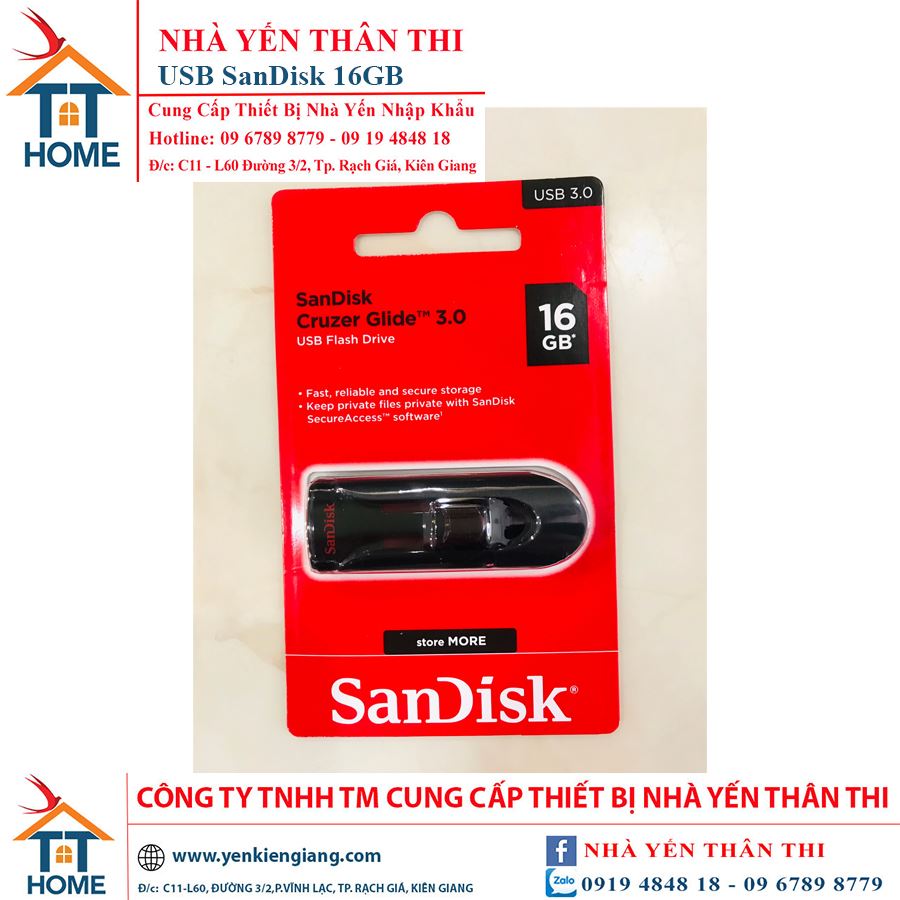 NHÀ YẾN THÂN THI
USB SanDisk 16GB
Cung Cấp Thiết Bị Nhà Yến Nhập Khẩu
Hotline: 09 6789 8779 - 09 19 4848 18
Đ/c: C11 - L60 Đường 3/2, Tp. Rạch Giá, Kiên Giang
TT
HOME
USB 3.0
SanDisk
Cruzer Glide™ 3.0
USB Flash Drive
16
GB*
• Fast, reliable and secure storage
• Keep private files private with SanDisk
SecureAccess™ software¹
SanDisk
store MORE
SanDisk®
TT
HOME
CÔNG TY TNHH TM CUNG CẤP THIẾT BỊ NHÀ YẾN THÂN THI
www.yenkiengiang.com
Đ/c: C11-L60, ĐƯỜNG 3/2,P.VĨNH LẠC, TP. RẠCH GIÁ, KIÊN GIANG
f NHÀ YẾN THÂN THI
Zalo 0919 4848 18 - 09 6789 8779